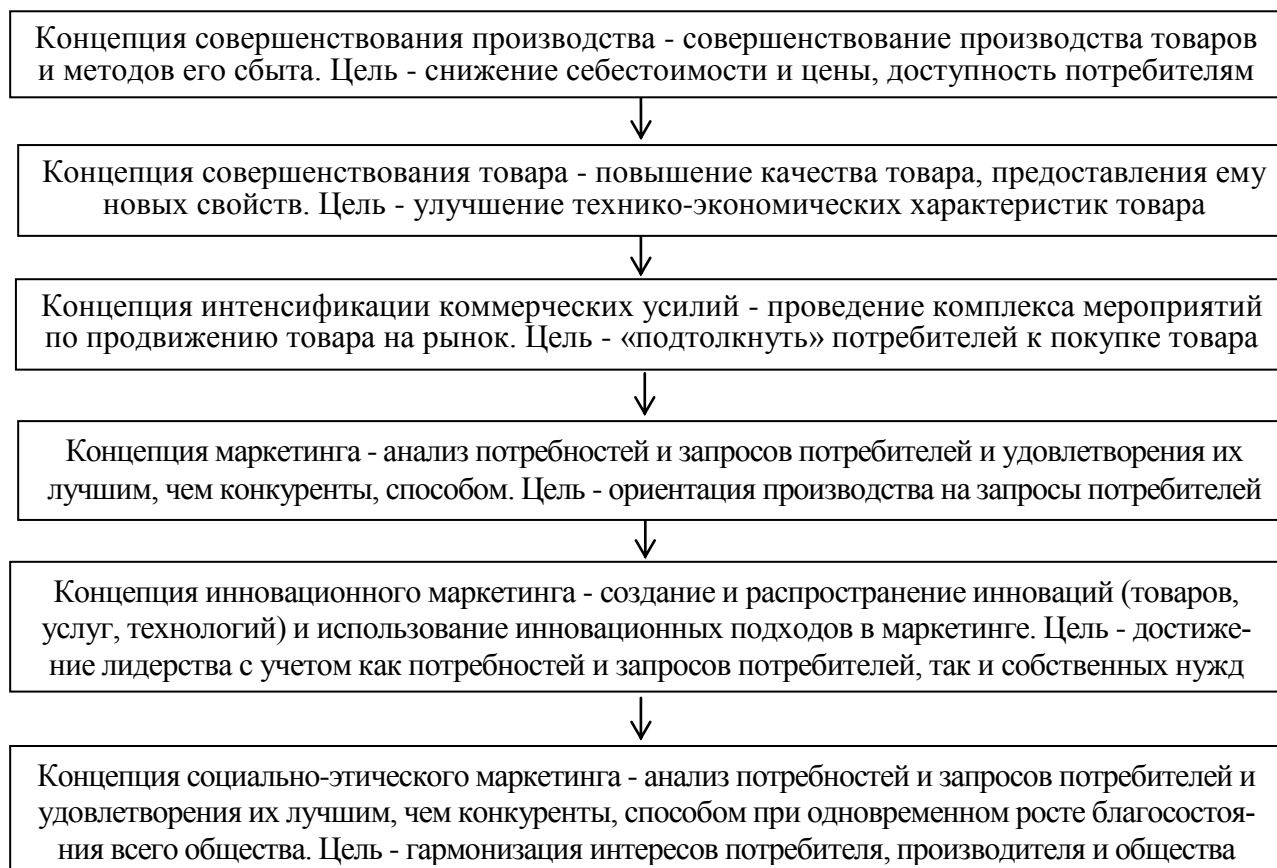 Концепция совершенствования производства - совершенствование производства товаров
и методов его сбыта. Цель - снижение себестоимости и цены, доступность потребителям
Концепция совершенствования товара - повышение качества товара, предоставления ему
новых свойств. Цель - улучшение технико-экономических характеристик товара
Концепция интенсификации коммерческих усилий - проведение комплекса мероприятий
по продвижению товара на рынок. Цель - «подтолкнуть» потребителей к покупке товара
Концепция маркетинга - анализ потребностей и запросов потребителей и удовлетворения их
лучшим, чем конкуренты, способом. Цель - ориентация производства на запросы потребителей
Концепция инновационного маркетинга - создание и распространение инноваций (товаров,
услуг, технологий) и использование инновационных подходов в маркетинге. Цель - достиже-
ние лидерства с учетом как потребностей и запросов потребителей, так и собственных нужд
Концепция социально-этического маркетинга - анализ потребностей и запросов потребителей и
удовлетворения их лучшим, чем конкуренты, способом при одновременном росте благосостоя-
ния всего общества. Цель - гармонизация интересов потребителя, производителя и общества